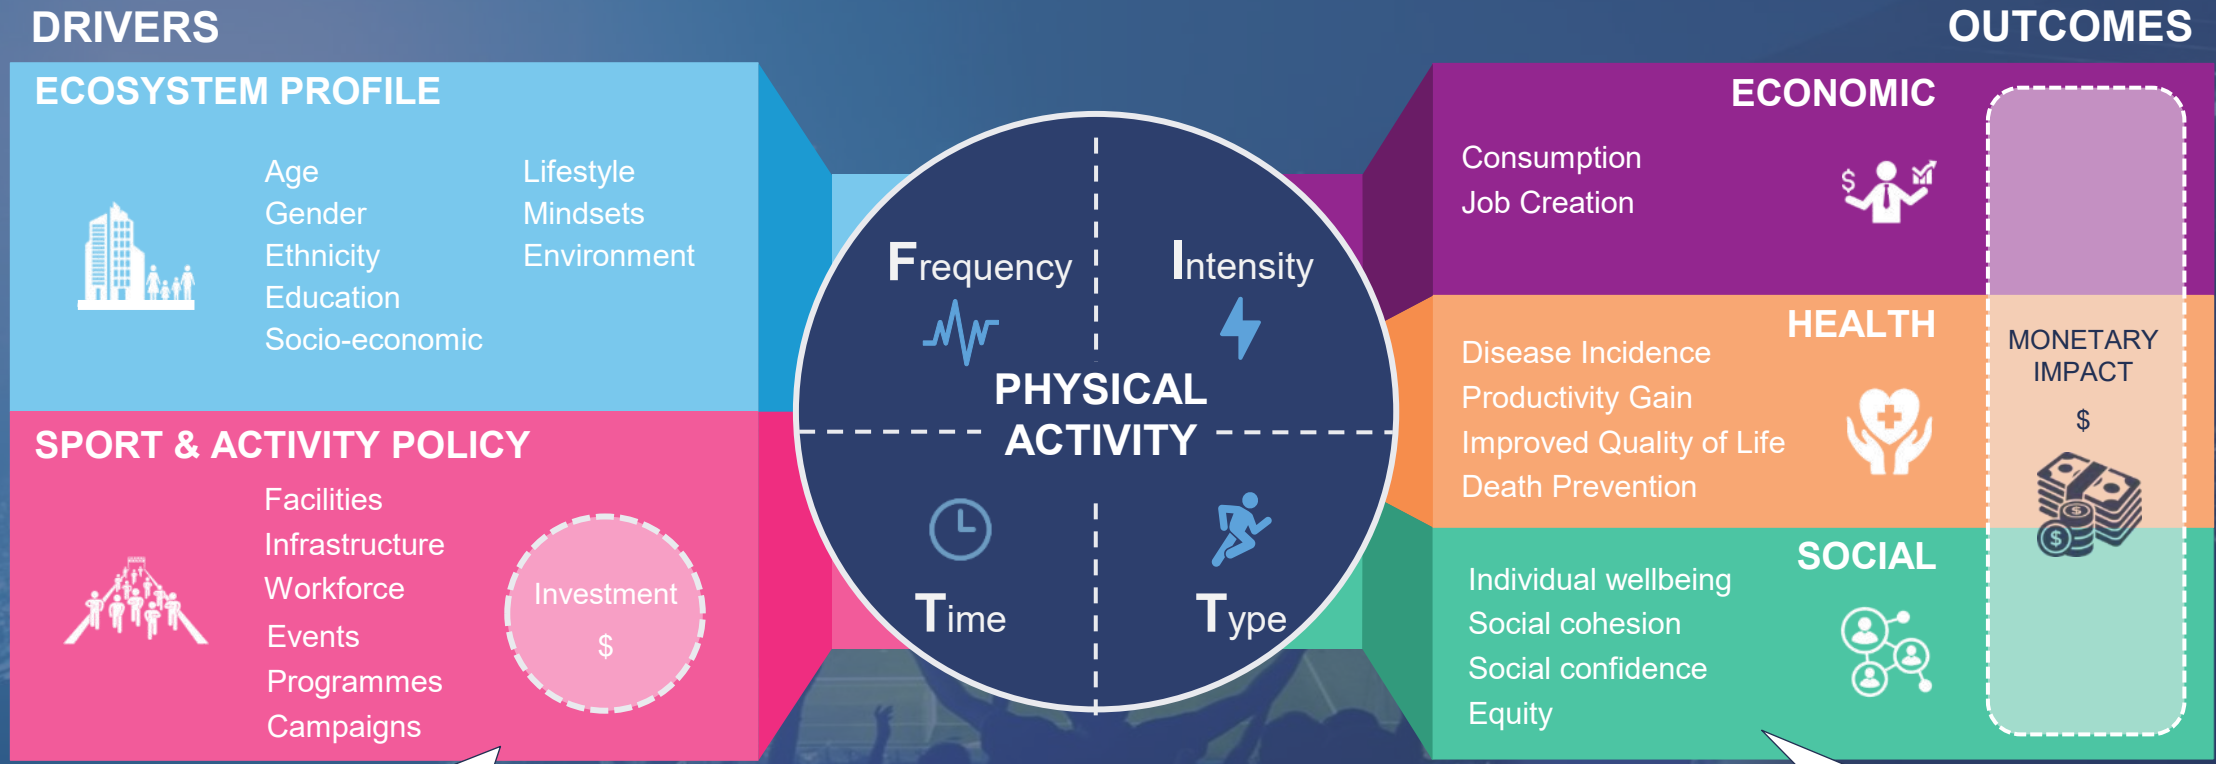 DRIVERS
OUTCOMES
ECOSYSTEM PROFILE
Age
Gender
Ethnicity
Education
Socio-economic
Lifestyle
Mindsets
Environment
SPORT & ACTIVITY POLICY
Facilities
Infrastructure
Workforce
Events
Programmes
Campaigns
Investment
$
Frequency
Intensity
PHYSICAL
ACTIVITY
Time
Type
ECONOMIC
Consumption
Job Creation
$
HEALTH
Disease Incidence
Productivity Gain
Improved Quality of Life
Death Prevention
SOCIAL
Individual wellbeing
Social cohesion
Social confidence
Equity
MONETARY
IMPACT
$
$
$